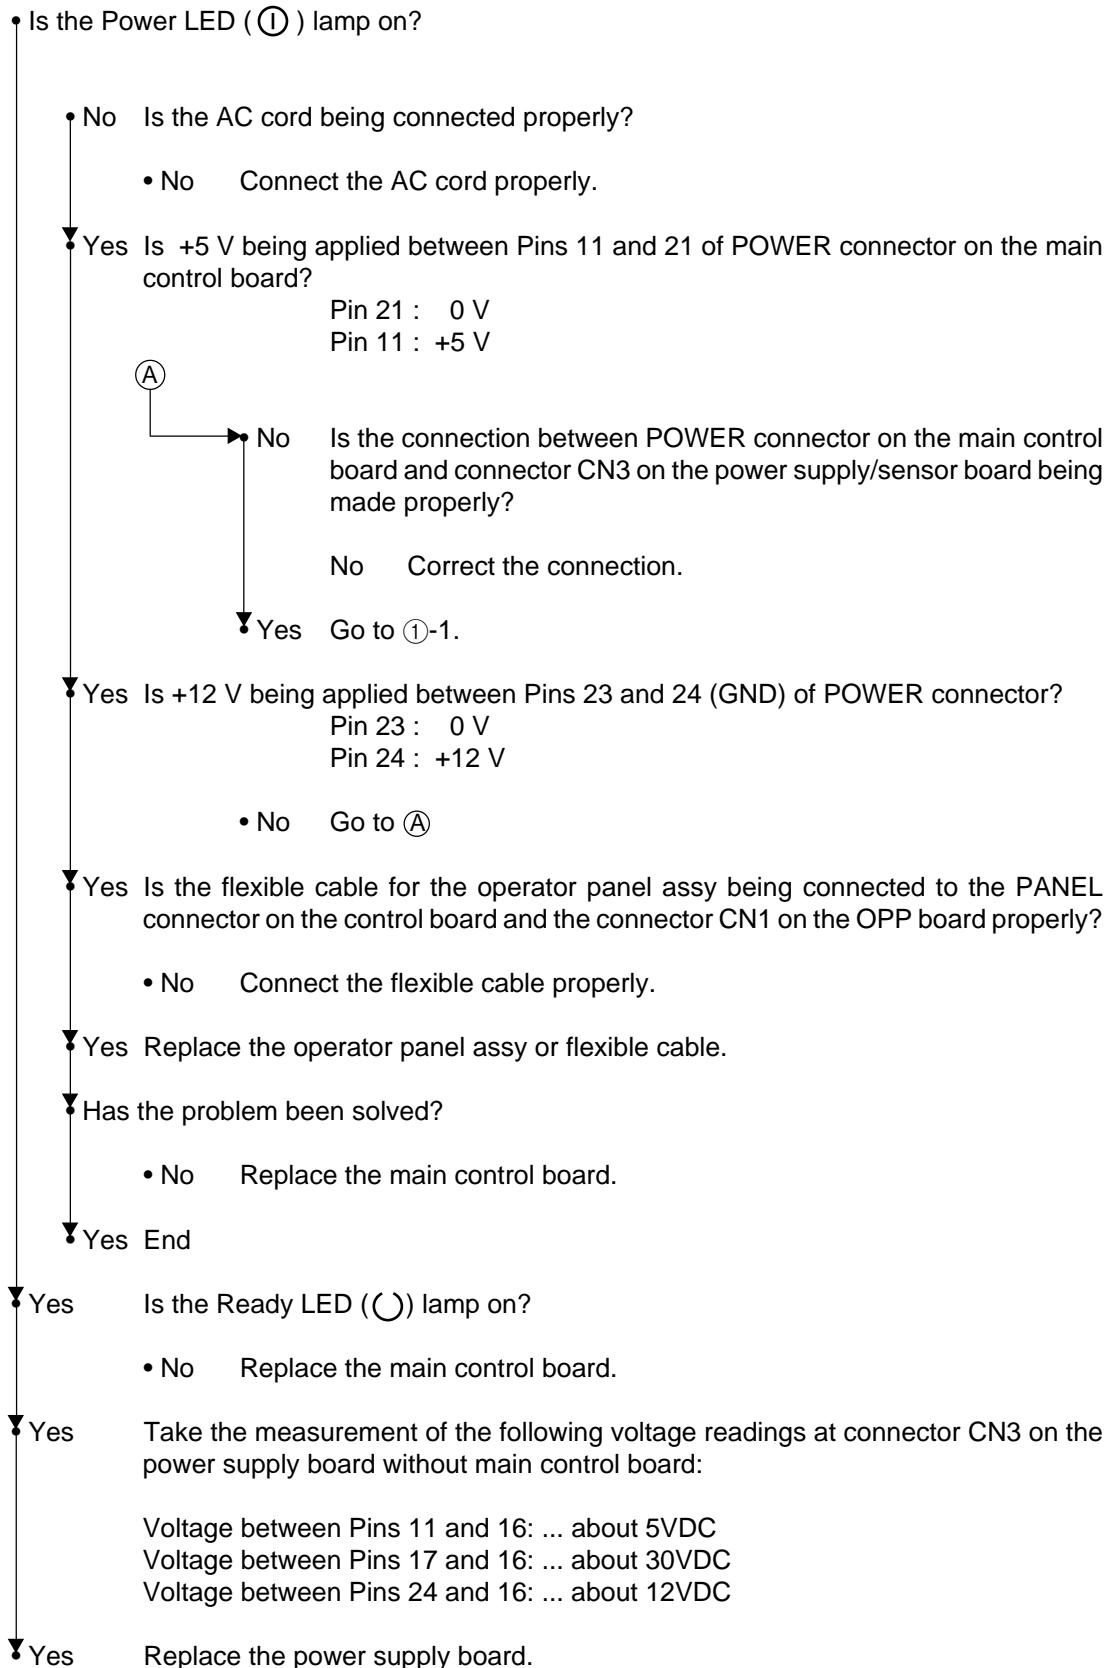 • Is the Power LED ( Ⓘ ) lamp on?
• No Is the AC cord being connected properly?
• No Connect the AC cord properly.
• Yes Is +5 V being applied between Pins 11 and 21 of POWER connector on the main
control board?
Pin 21 : 0 V
Pin 11 : +5 V
Ⓐ
• No Is the connection between POWER connector on the main control
board and connector CN3 on the power supply/sensor board being
made properly?
No Correct the connection.
• Yes Go to ①-1.
• Yes Is +12 V being applied between Pins 23 and 24 (GND) of POWER connector?
Pin 23 : 0 V
Pin 24 : +12 V
• No Go to Ⓐ
• Yes Is the flexible cable for the operator panel assy being connected to the PANEL
connector on the control board and the connector CN1 on the OPP board properly?
• No Connect the flexible cable properly.
• Yes Replace the operator panel assy or flexible cable.
• Has the problem been solved?
• No Replace the main control board.
• Yes End
• Yes Is the Ready LED ( ) lamp on?
• No Replace the main control board.
• Yes Take the measurement of the following voltage readings at connector CN3 on the
power supply board without main control board:
Voltage between Pins 11 and 16: ... about 5VDC
Voltage between Pins 17 and 16: ... about 30VDC
Voltage between Pins 24 and 16: ... about 12VDC
• Yes Replace the power supply board.